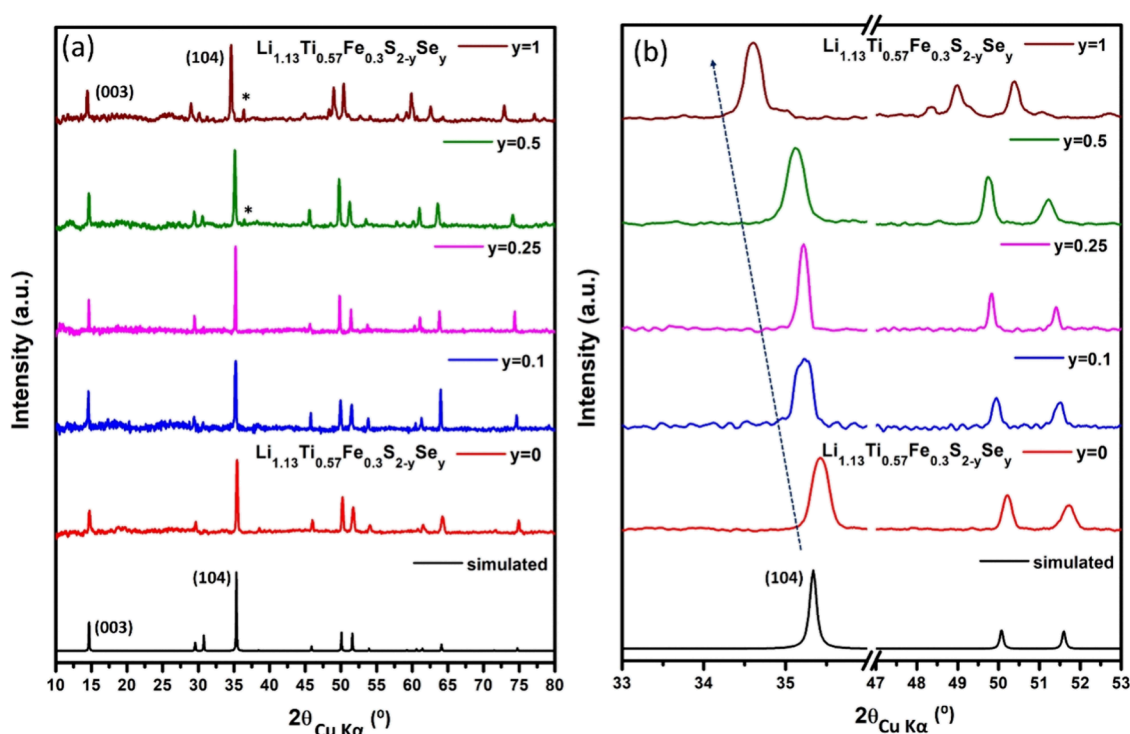 (a)
Li1.13Ti0.57Fe0.3S2-ySey y=1
(104)
*
(003)
y=0.5
*
y=0.25
y=0.1
Li1.13Ti0.57Fe0.3S2-ySey y=0
simulated
(104)
(003)
Intensity (a.u.)
10 15 20 25 30 35 40 45 50 55 60 65 70 75 80
2θCu Kα (º)
(b)
Li1.13Ti0.57Fe0.3S2-ySey y=1
y=0.5
y=0.25
y=0.1
Li1.13Ti0.57Fe0.3S2-ySey y=0
simulated
(104)
Intensity (a.u.)
33 34 35 47 48 49 50 51 52 53
2θCu Kα (º)